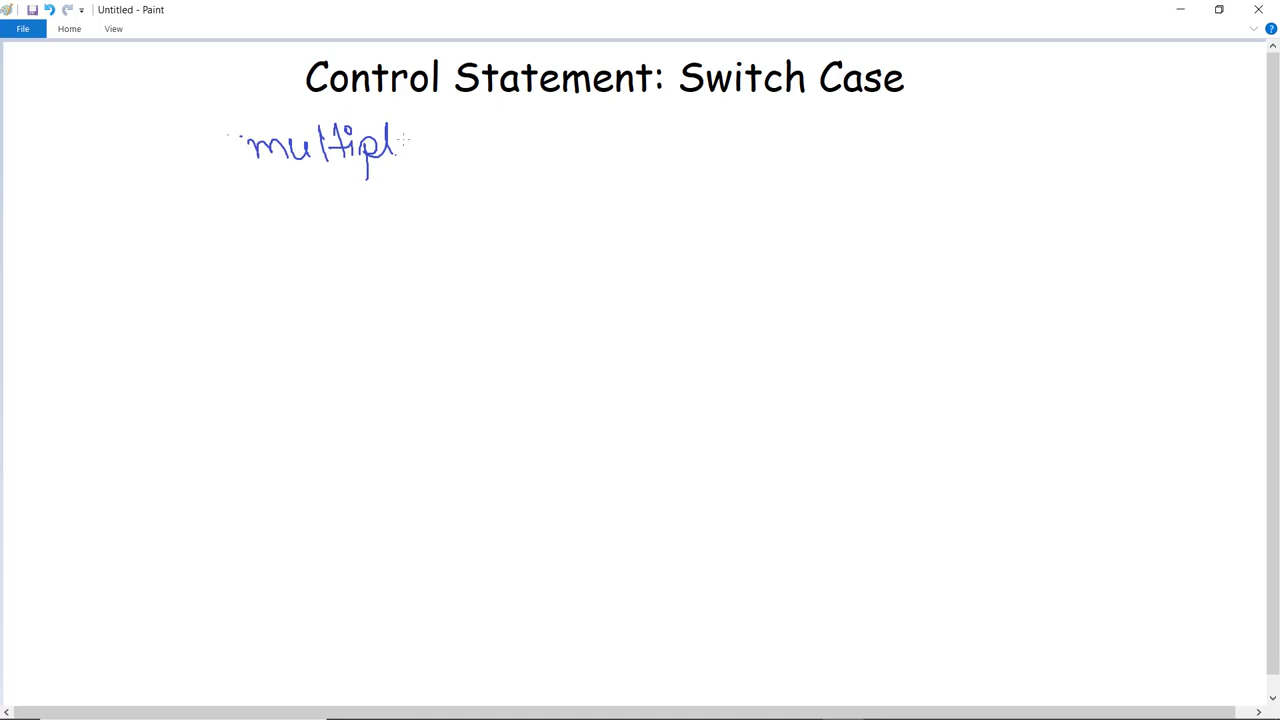 Untitled - Paint
File Home View
Control Statement: Switch Case
multipl